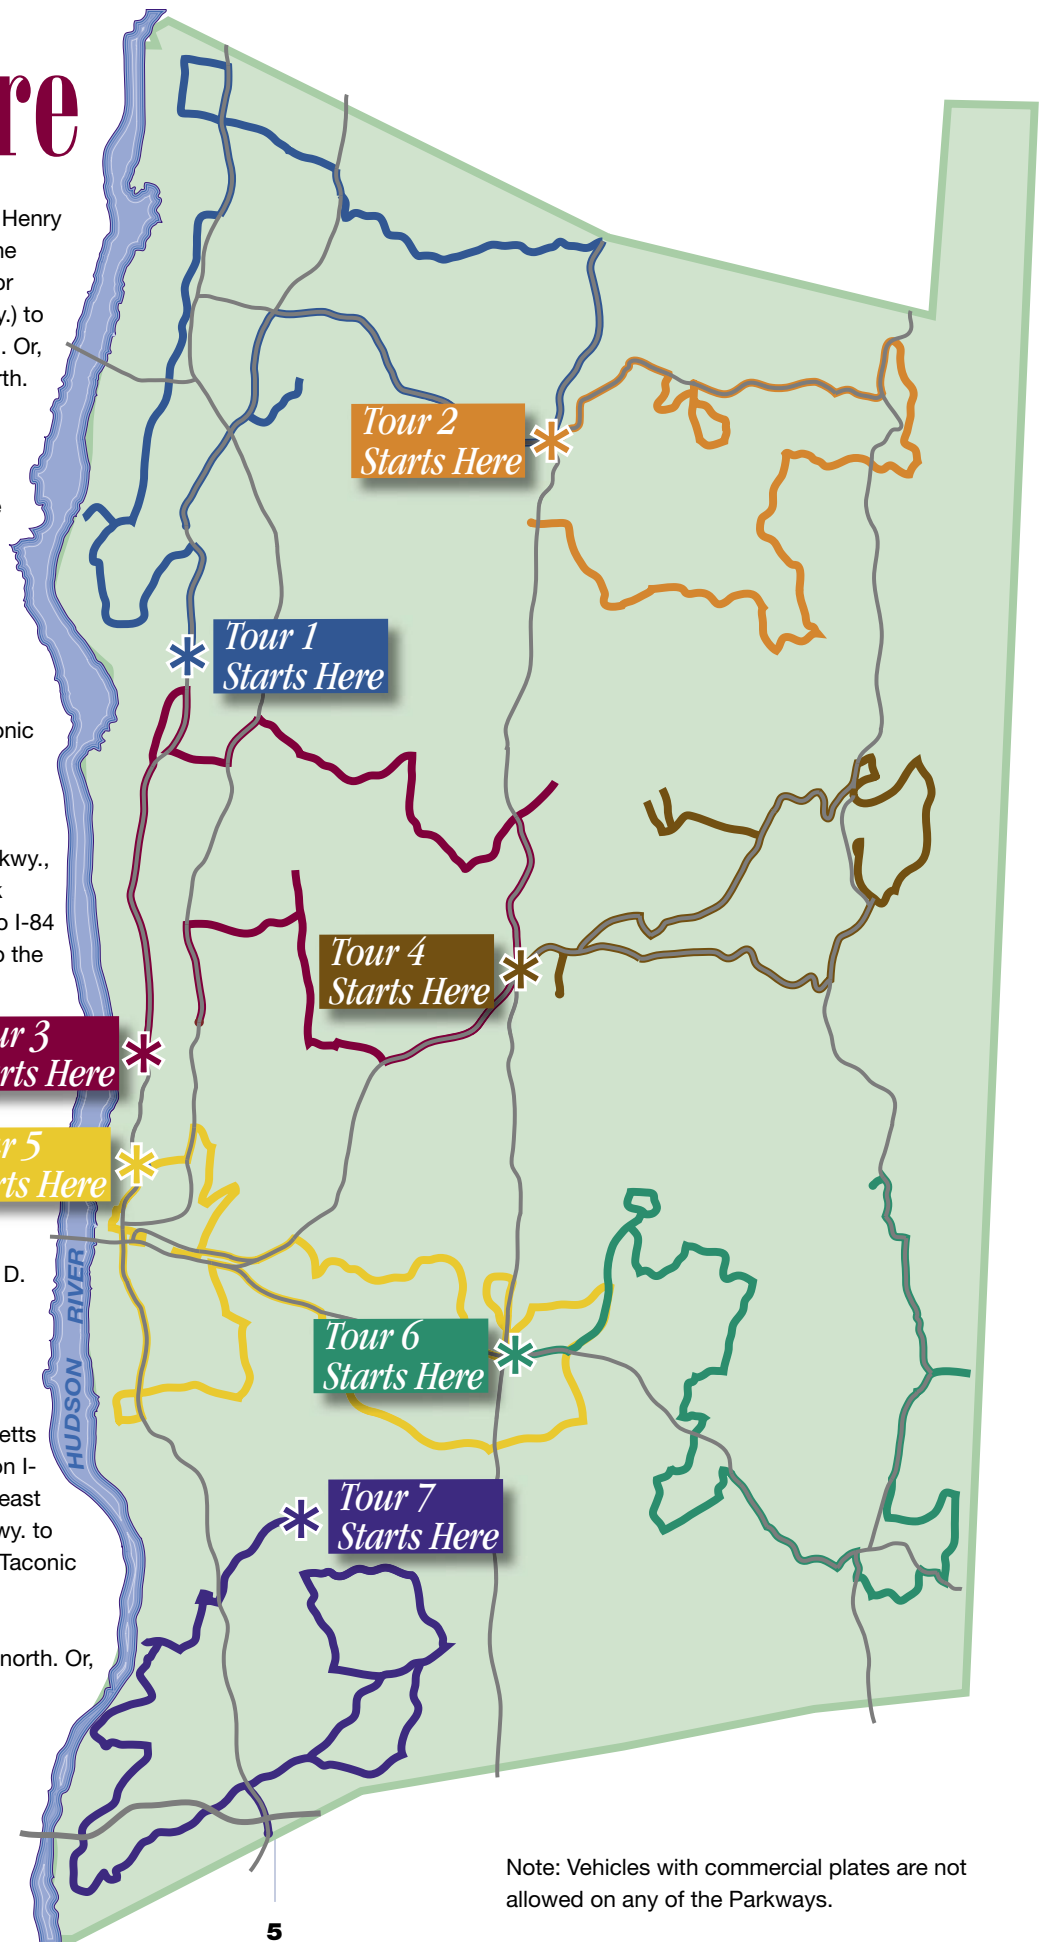 re
Henry
y.) to
. Or,
rth.
Tour 2
Starts Here
Tour 1
Starts Here
onic
kwy.,
o I-84
o the
Tour 4
Starts Here
ur 3
rts Here
r 5
rts Here
D.
HUDSON RIVER
Tour 6
Starts Here
etts
on I-
east
wy. to
Taconic
Tour 7
Starts Here
north. Or,
Note: Vehicles with commercial plates are not
allowed on any of the Parkways.
5